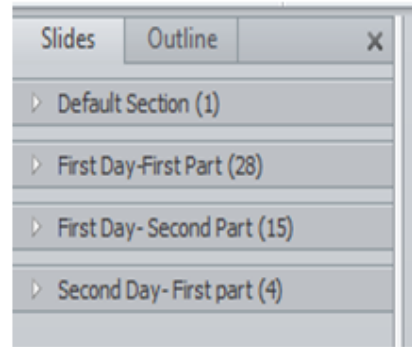 Slides Outline x
Default Section (1)
First Day-First Part (28)
First Day- Second Part (15)
Second Day- First part (4)